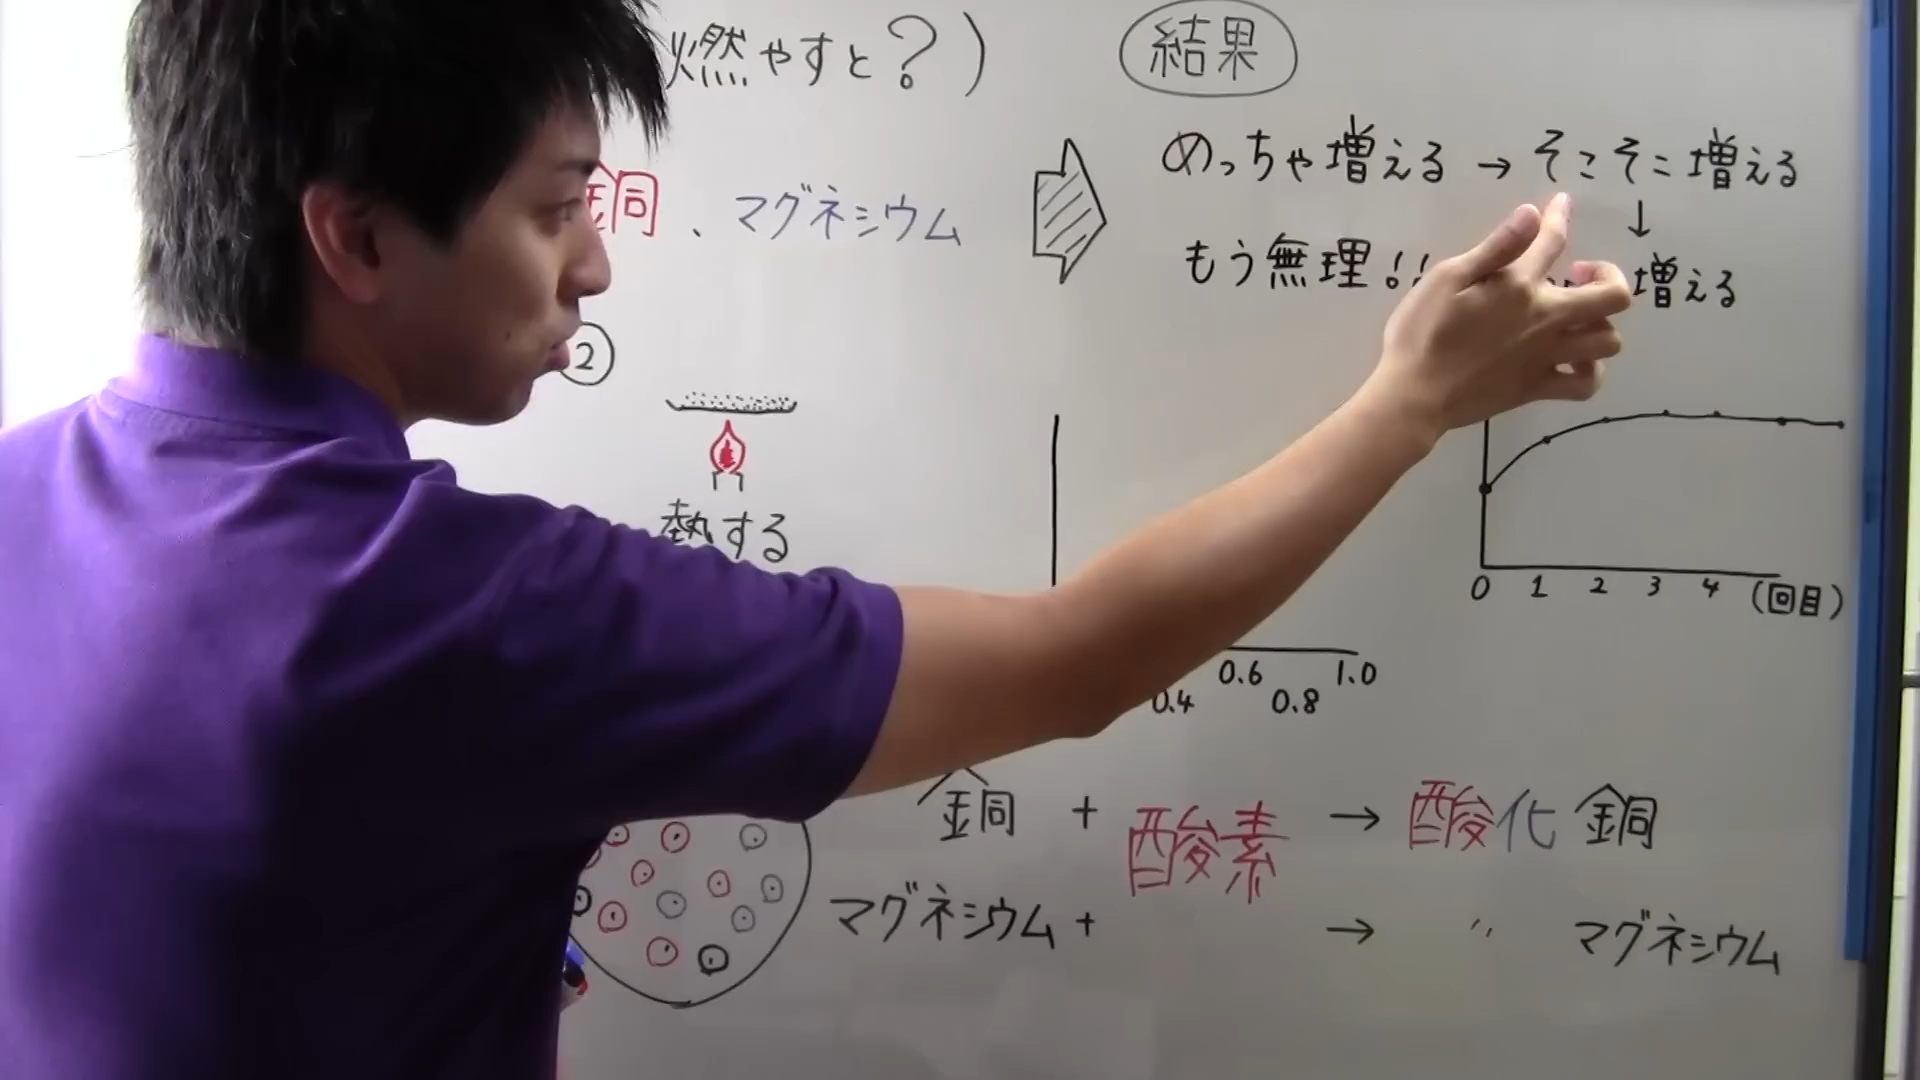 燃やすと？)
銅、マグネシウム
②
熱する
結果
めっちゃ増える → そこそこ増える
↓
もう無理!! 増える
0 1 2 3 4 (回目)
0.4 0.6 0.8 1.0
銅 + 酸素 → 酸化銅
マグネシウム + → 〃 マグネシウム